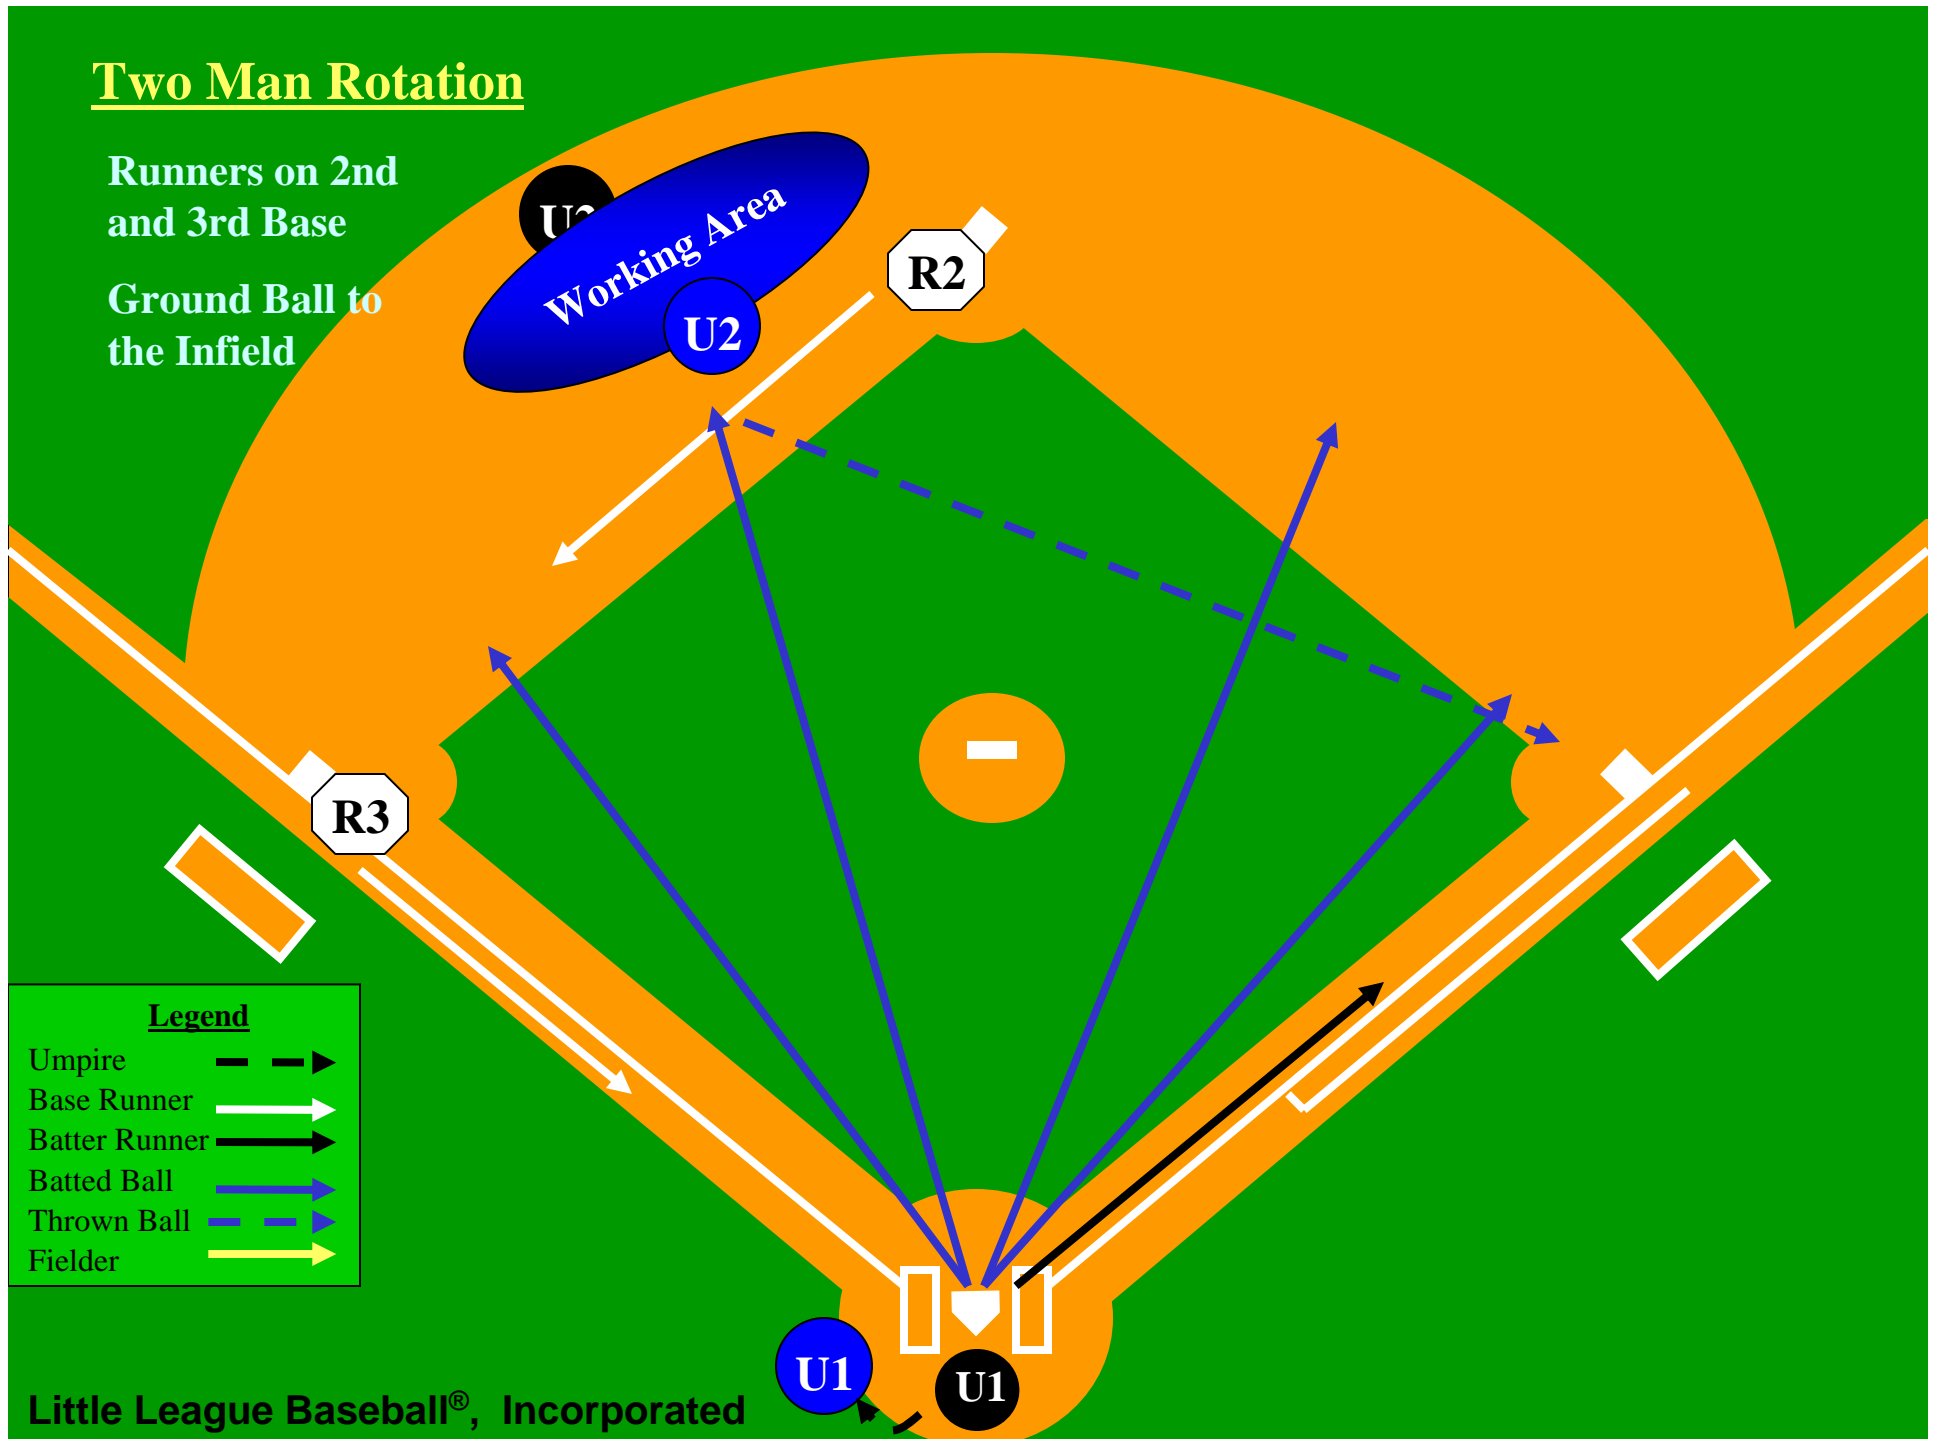 Two Man Rotation
Runners on 2nd
and 3rd Base
Ground Ball to
the Infield
Working Area
U2
R2
R3
Legend
Umpire
Base Runner
Batter Runner
Batted Ball
Thrown Ball
Fielder
U1
U1
Little League Baseball®, Incorporated